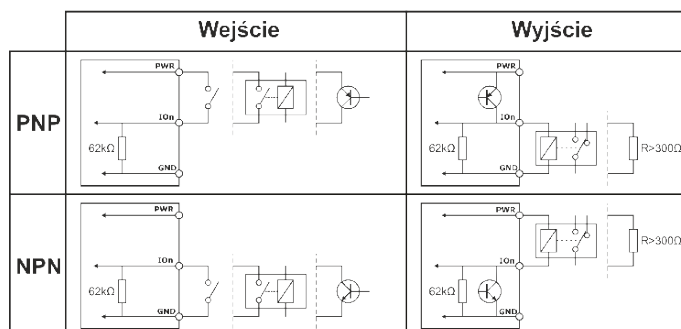 Wejście Wyjście
PNP
PWR
IOn
62kΩ
GND
PWR
IOn
62kΩ
GND
R>300Ω
NPN
PWR
IOn
62kΩ
GND
PWR
R>300Ω
IOn
62kΩ
GND